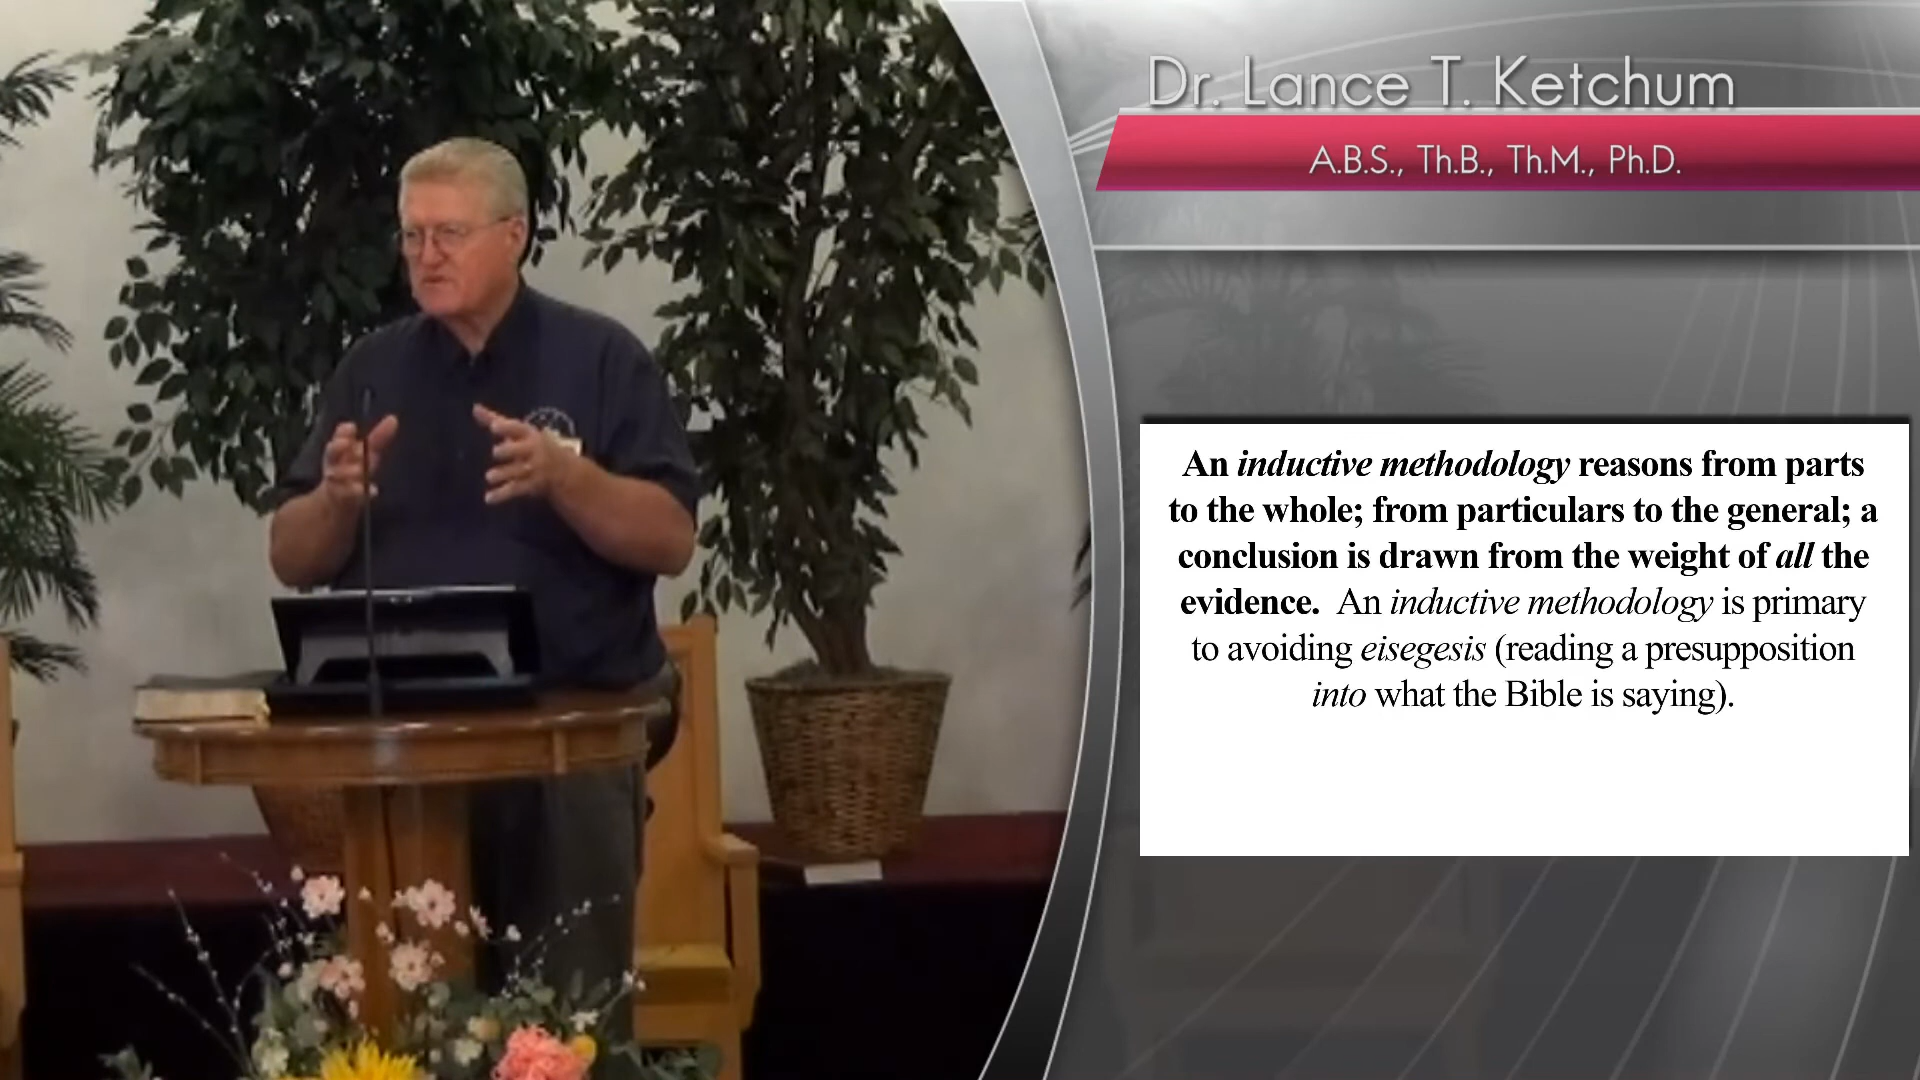 Dr. Lance T. Ketchum
A.B.S., Th.B., Th.M., Ph.D.
An inductive methodology reasons from parts
to the whole; from particulars to the general; a
conclusion is drawn from the weight of all the
evidence.  An inductive methodology is primary
to avoiding eisegesis (reading a presupposition
into what the Bible is saying).